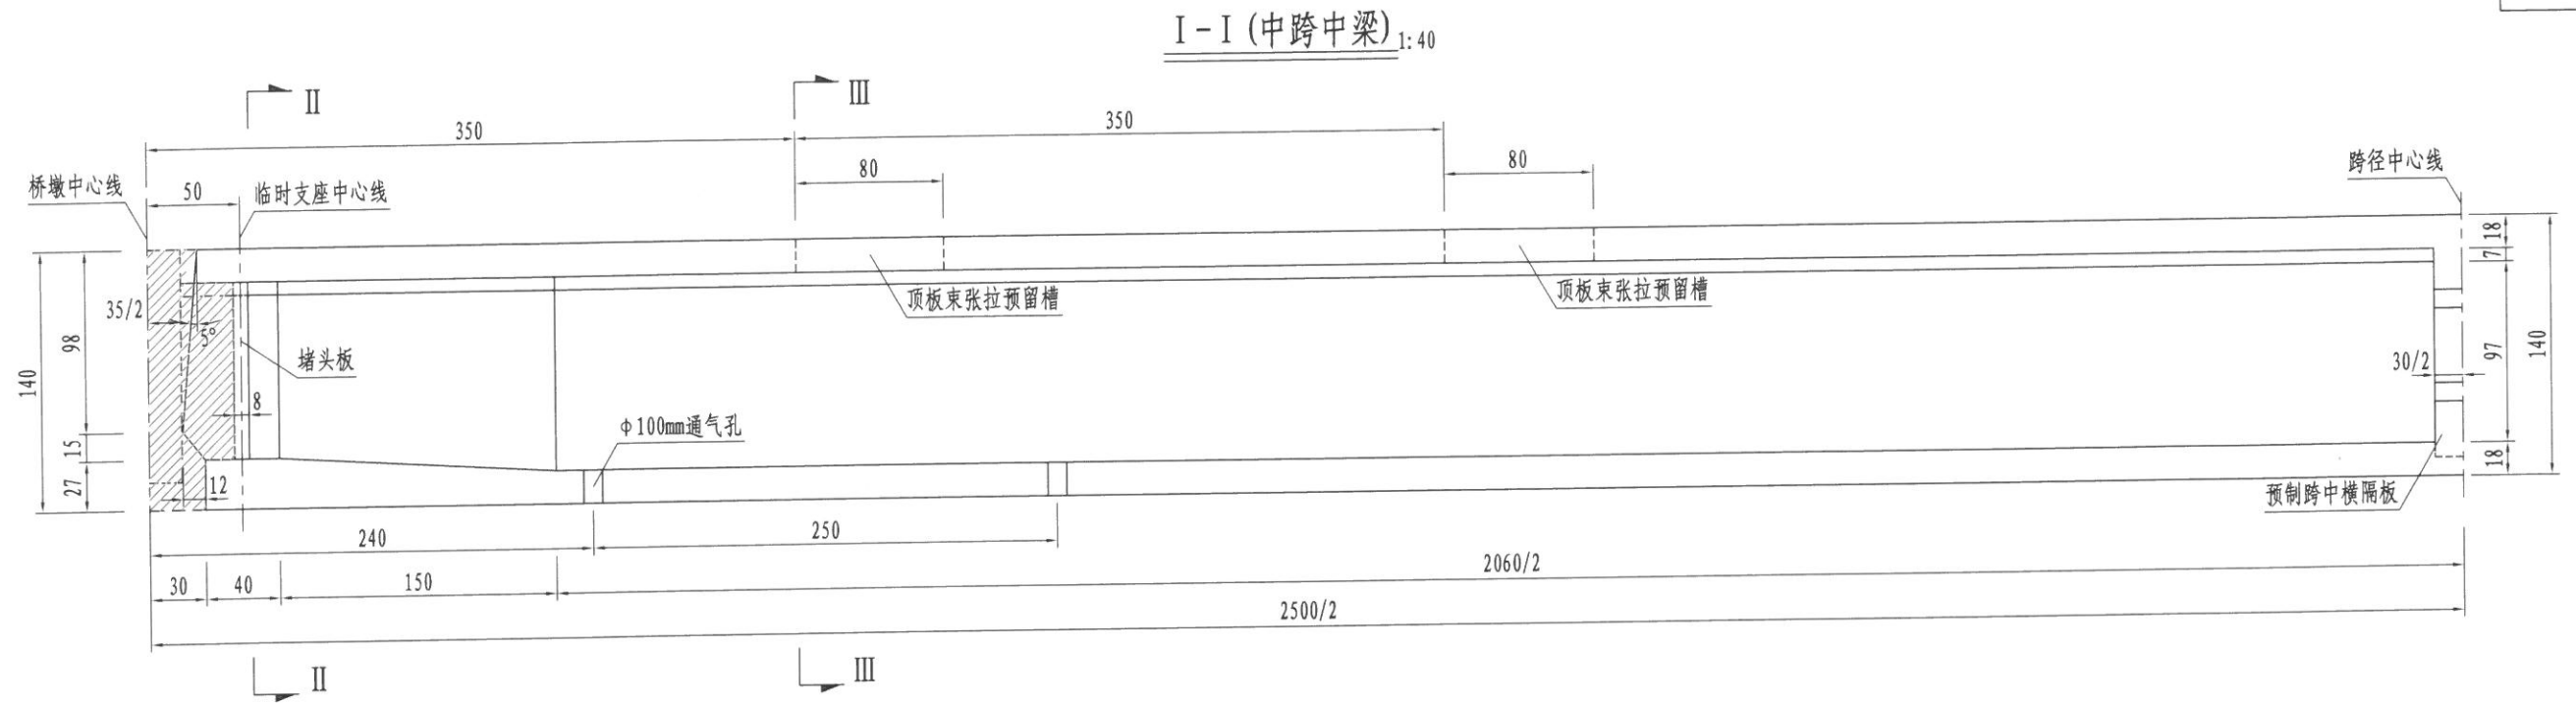 I-I (中跨中梁) 1:40
II
III
350
350
80
80
桥墩中心线
50
临时支座中心线
跨径中心线
18
7
35/2
5°
顶板束张拉预留槽
顶板束张拉预留槽
98
140
堵头板
8
30/2
97
140
φ100mm通气孔
15
27
12
18
预制跨中横隔板
240
250
2060/2
30
40
150
2500/2
II
III